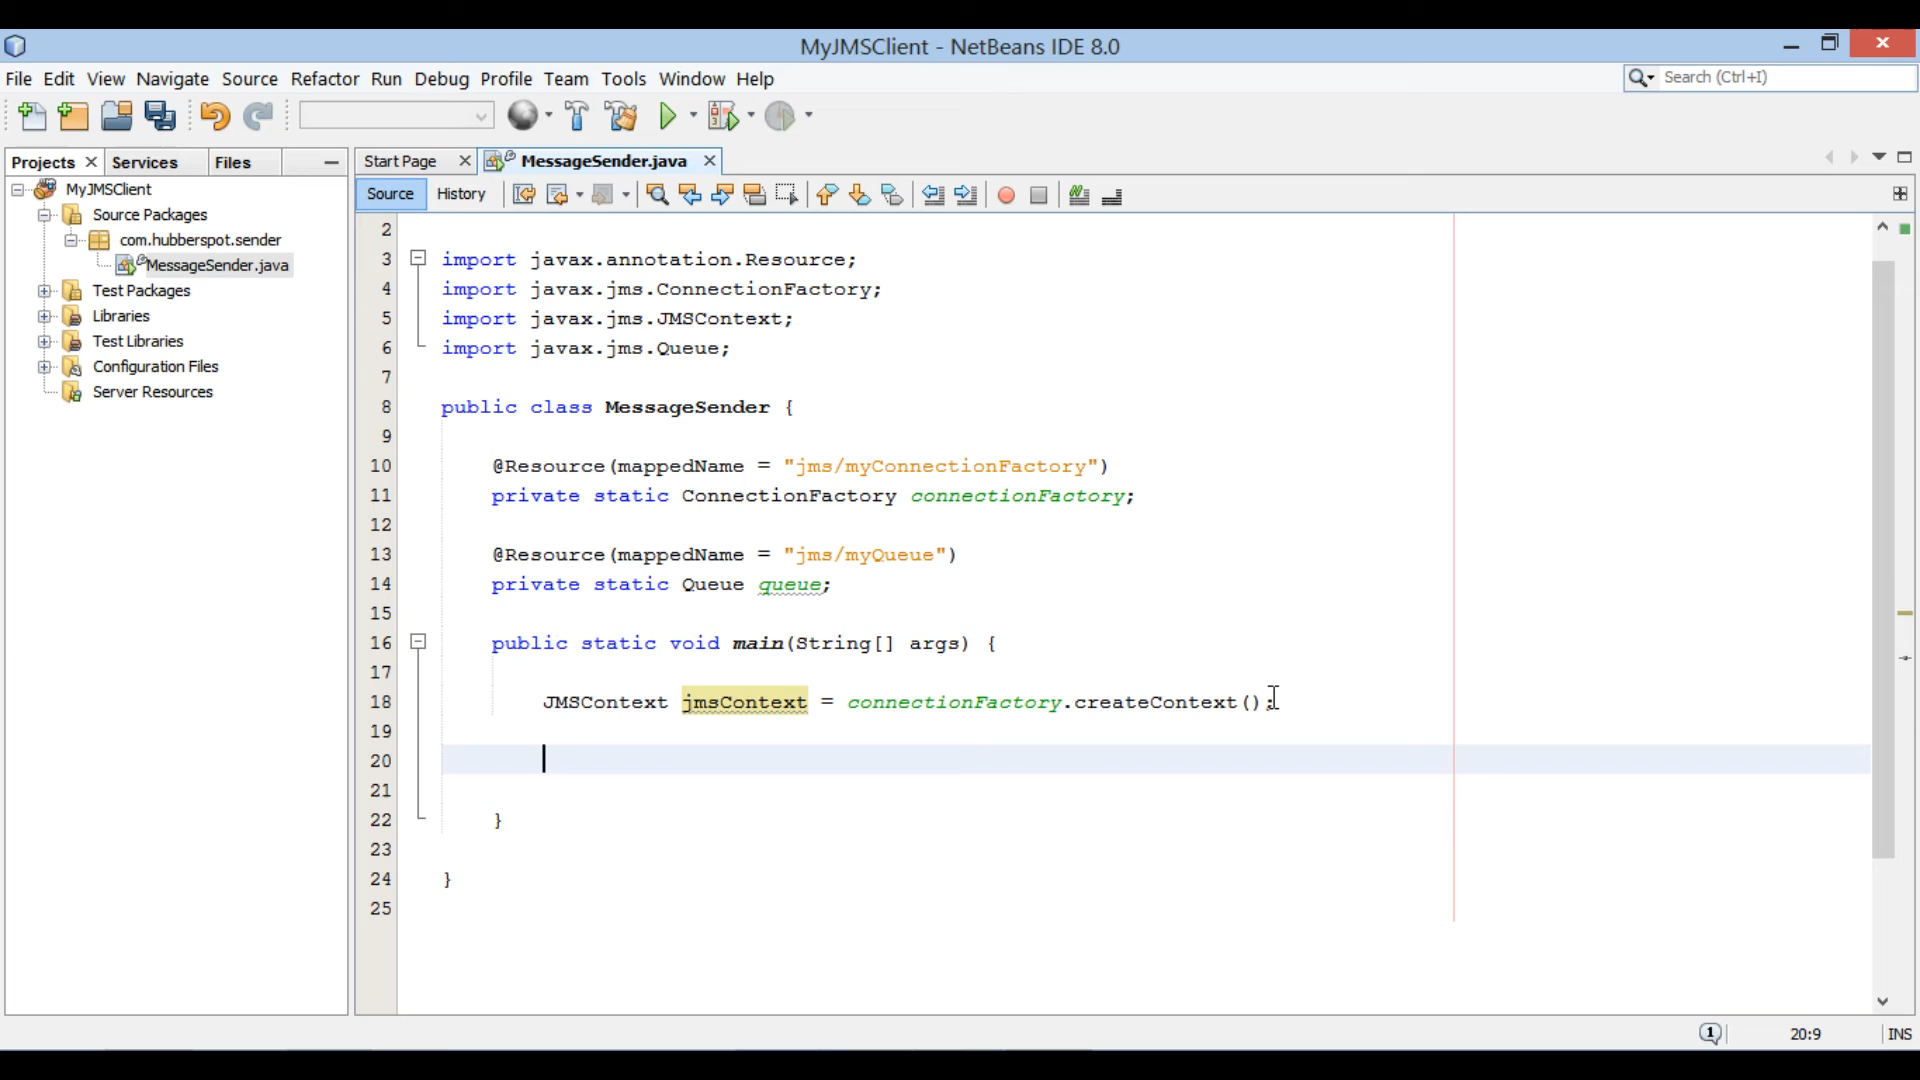 MyJMSClient - NetBeans IDE 8.0
File Edit View Navigate Source Refactor Run Debug Profile Team Tools Window Help
Search (Ctrl+I)
Projects Services Files
Start Page MessageSender.java
MyJMSClient
Source Packages
com.hubberspot.sender
MessageSender.java
Test Packages
Libraries
Test Libraries
Configuration Files
Server Resources
Source History
2
3 import javax.annotation.Resource;
4 import javax.jms.ConnectionFactory;
5 import javax.jms.JMSContext;
6 import javax.jms.Queue;
7
8 public class MessageSender {
9
10 @Resource(mappedName = "jms/myConnectionFactory")
11 private static ConnectionFactory connectionFactory;
12
13 @Resource(mappedName = "jms/myQueue")
14 private static Queue queue;
15
16 public static void main(String[] args) {
17
18 JMSContext jmsContext = connectionFactory.createContext();
19
20
21
22 }
23
24 }
25
1 20:9 INS